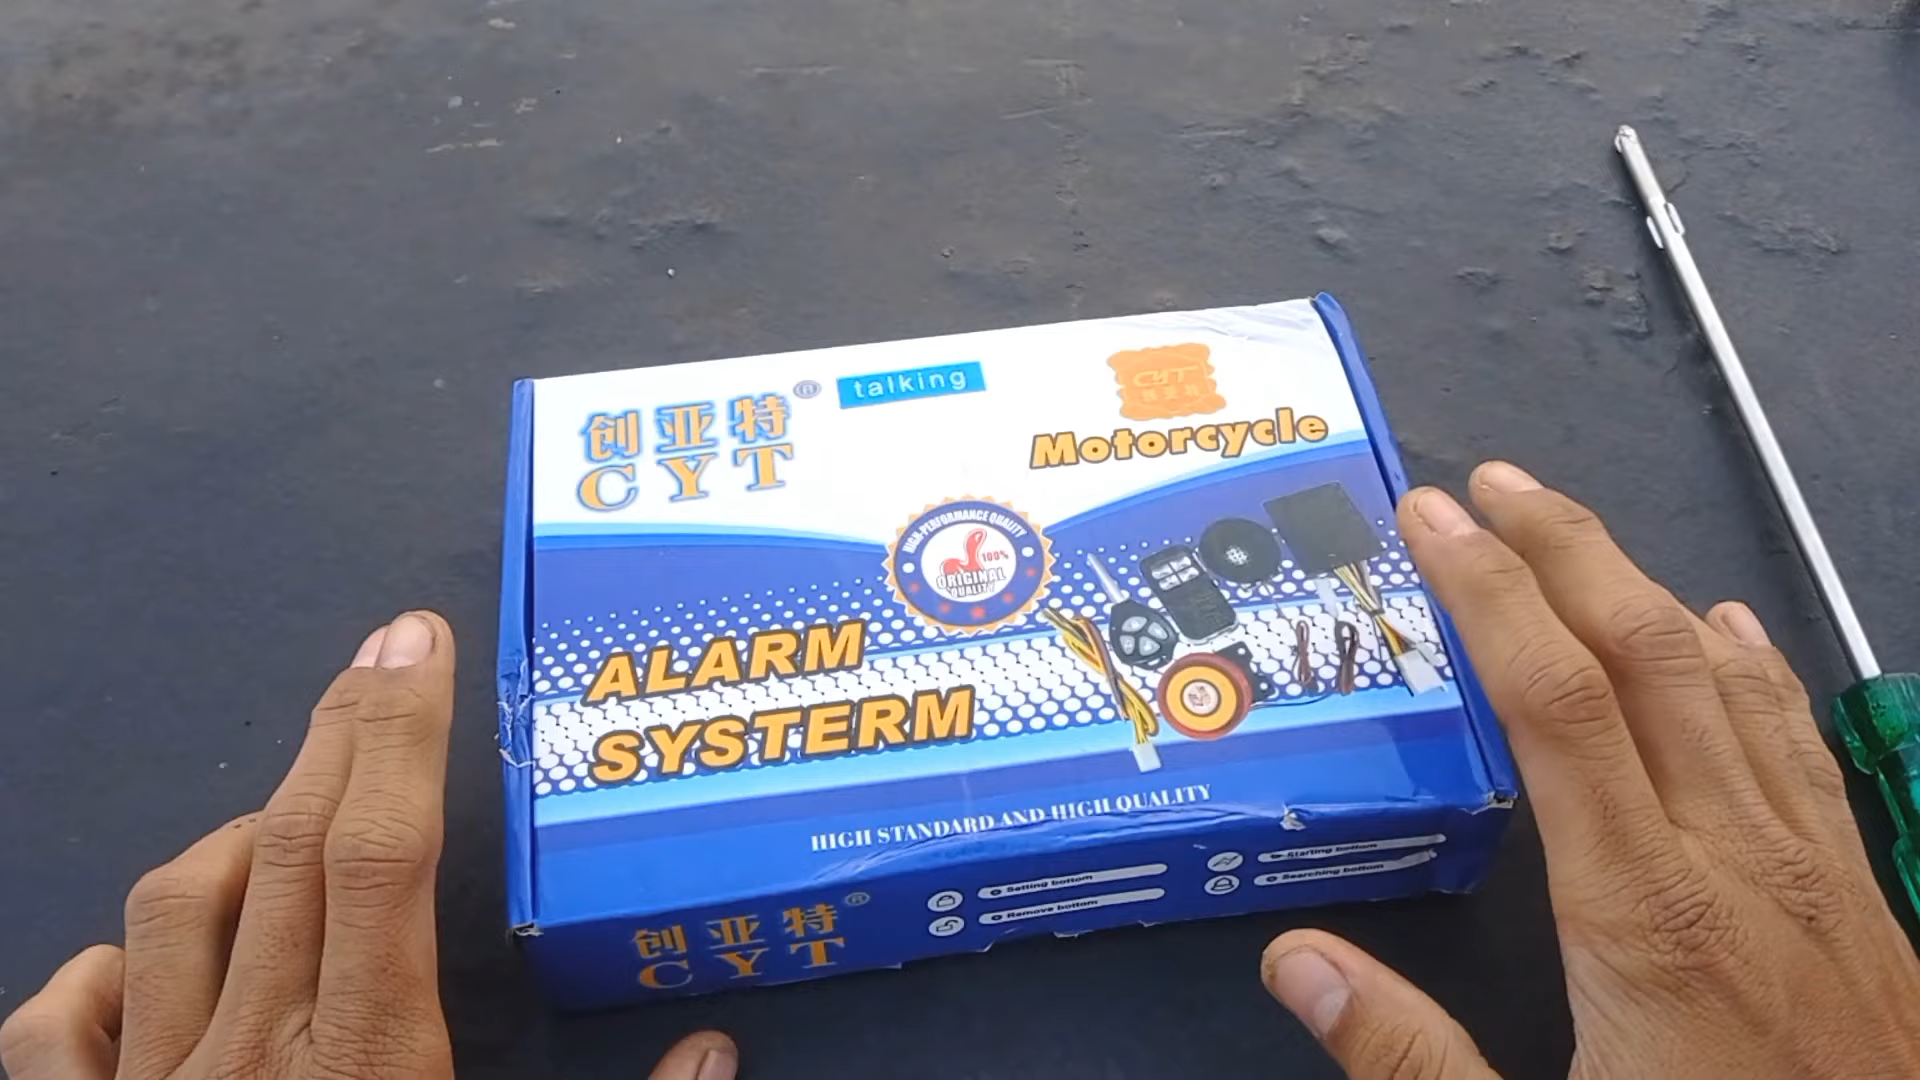 创亚特®
CYT
talking
CYT
Motorcycle
HIGH-PERFORMANCE QUALITY
100%
ORIGINAL
QUALITY
ALARM
SYSTERM
HIGH STANDARD AND HIGH QUALITY
创亚特®
CYT
Setting bottom
Remove bottom
Starting bottom
Searching bottom